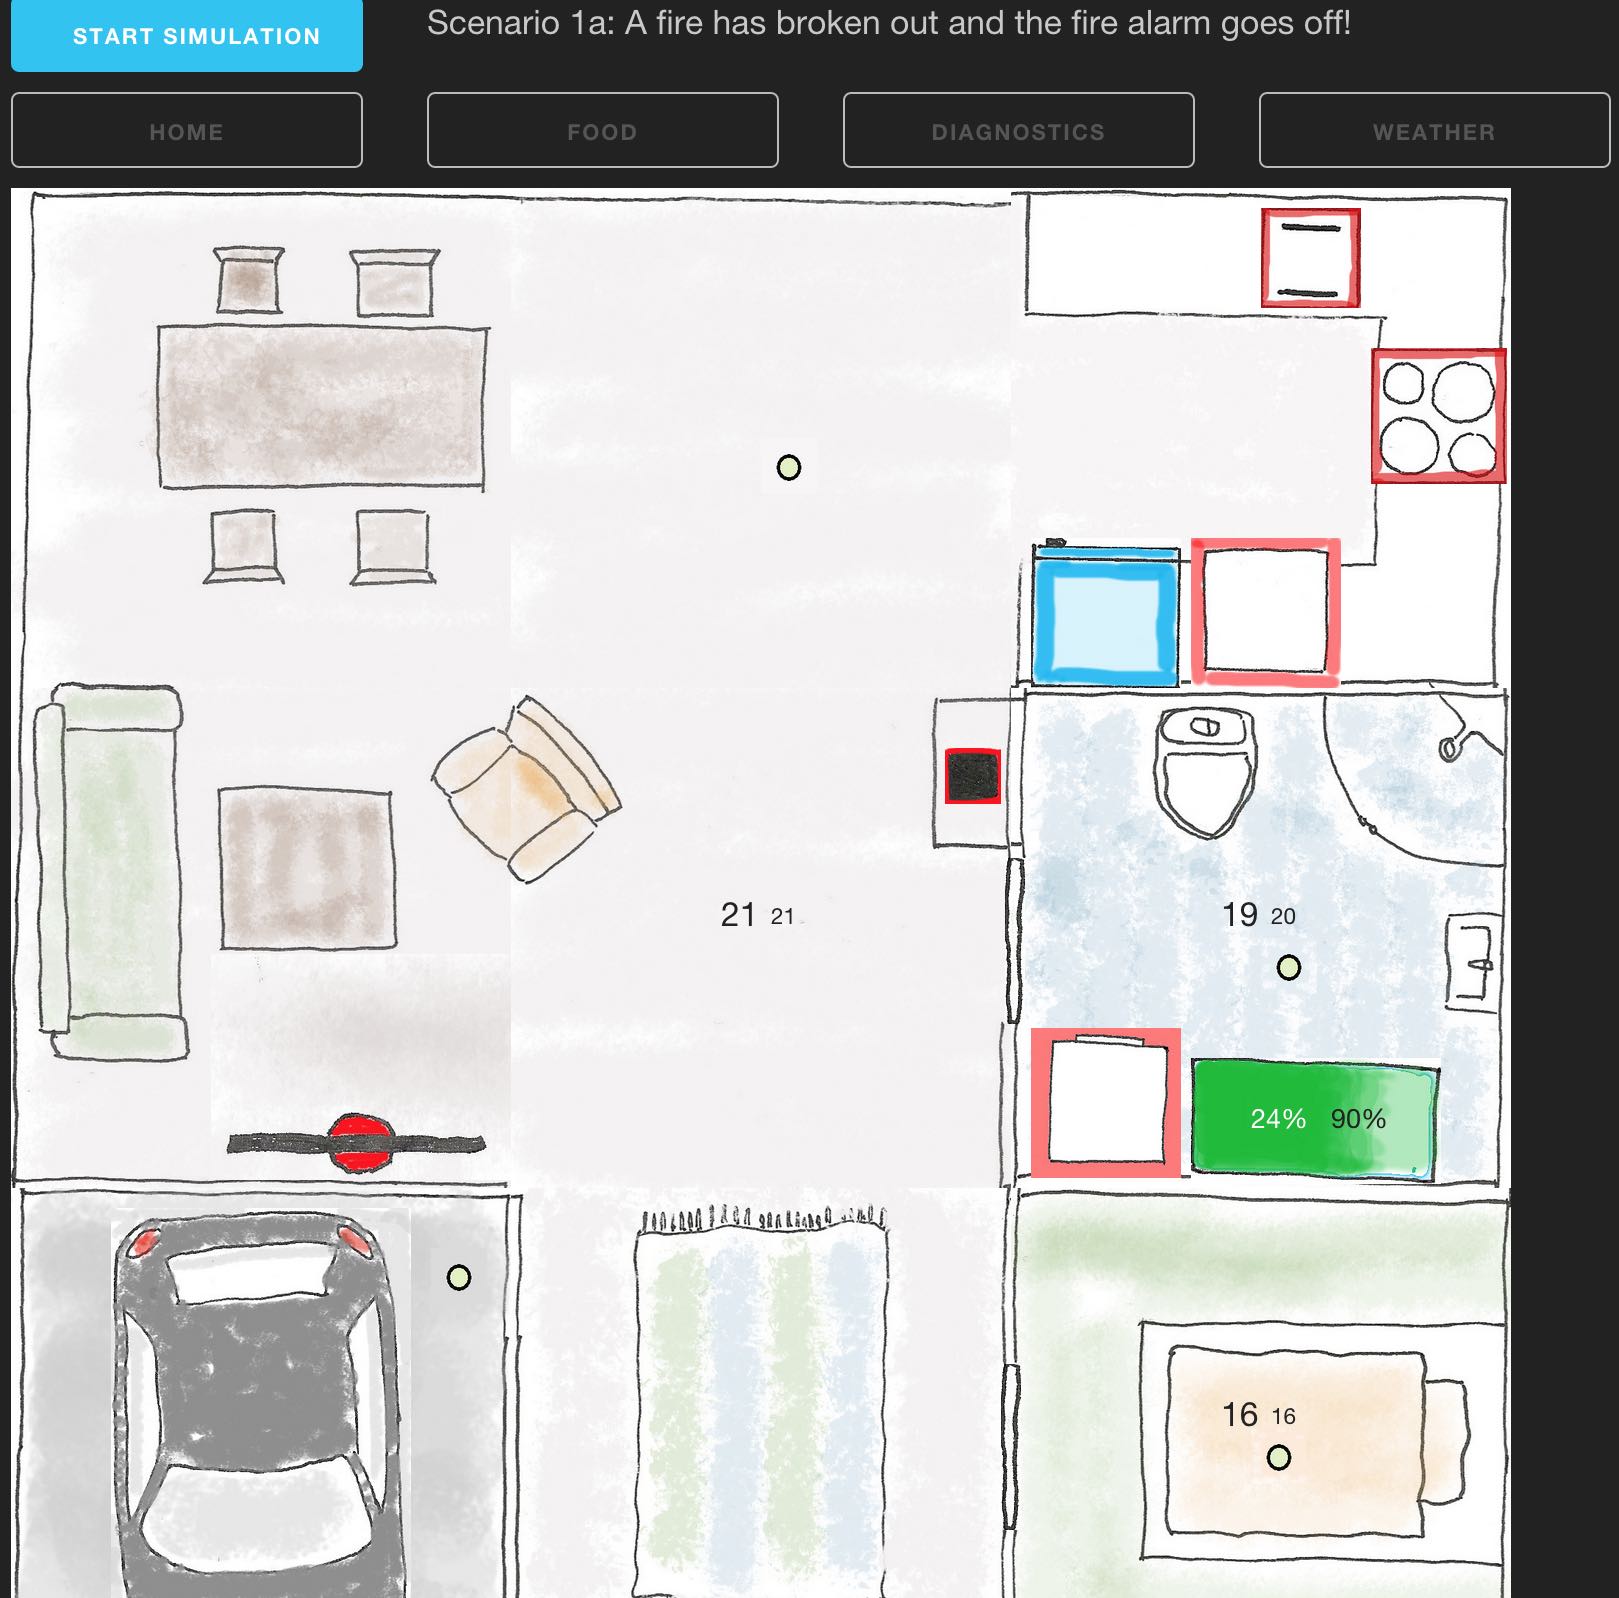 START SIMULATION
Scenario 1a: A fire has broken out and the fire alarm goes off!
HOME
FOOD
DIAGNOSTICS
WEATHER
21 21
19 20
24% 90%
16 16